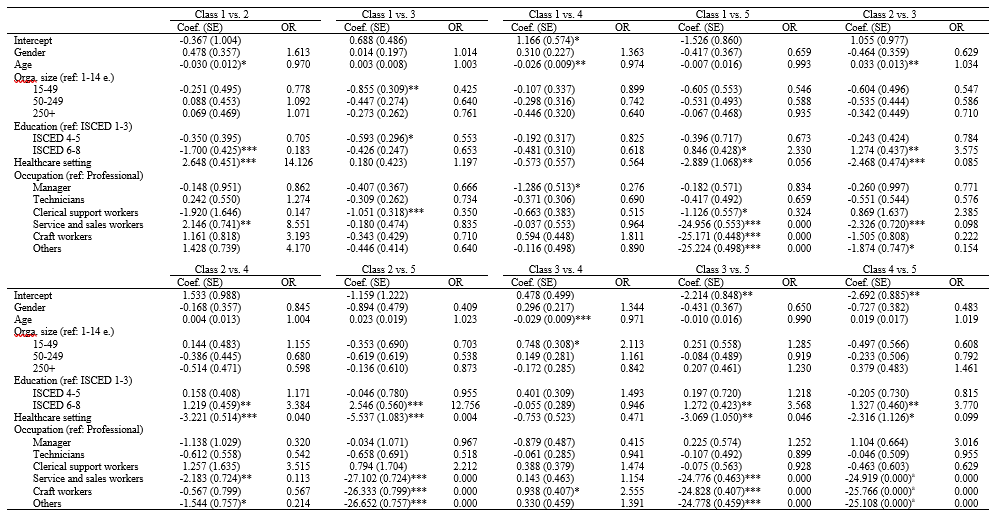 Class 1 vs. 2 Class 1 vs. 3 Class 1 vs. 4 Class 1 vs. 5 Class 2 vs. 3
Coef. (SE) OR Coef. (SE) OR Coef. (SE) OR Coef. (SE) OR Coef. (SE) OR
Intercept -0.367 (1.004) 0.688 (0.486) 1.166 (0.574)* -1.526 (0.860) 1.055 (0.977)
Gender 0.478 (0.357) 1.613 0.014 (0.197) 1.014 0.310 (0.227) 1.363 -0.417 (0.367) 0.659 -0.464 (0.359) 0.629
Age -0.030 (0.012)* 0.970 0.003 (0.008) 1.003 -0.026 (0.009)** 0.974 -0.007 (0.016) 0.993 0.033 (0.013)** 1.034
Orga. size (ref: 1-14 e.)
15-49 -0.251 (0.495) 0.778 -0.855 (0.309)** 0.425 -0.107 (0.337) 0.899 -0.605 (0.553) 0.546 -0.604 (0.496) 0.547
50-249 0.088 (0.453) 1.092 -0.447 (0.274) 0.640 -0.298 (0.316) 0.742 -0.531 (0.493) 0.588 -0.535 (0.444) 0.586
250+ 0.069 (0.469) 1.071 -0.273 (0.262) 0.761 -0.446 (0.320) 0.640 -0.067 (0.468) 0.935 -0.342 (0.449) 0.710
Education (ref: ISCED 1-3)
ISCED 4-5 -0.350 (0.395) 0.705 -0.593 (0.296)* 0.553 -0.192 (0.317) 0.825 -0.396 (0.717) 0.673 -0.243 (0.424) 0.784
ISCED 6-8 -1.700 (0.425)*** 0.183 -0.426 (0.247) 0.653 -0.481 (0.310) 0.618 0.846 (0.428)* 2.330 1.274 (0.437)** 3.575
Healthcare setting 2.648 (0.451)*** 14.126 0.180 (0.423) 1.197 -0.573 (0.557) 0.564 -2.889 (1.068)** 0.056 -2.468 (0.474)*** 0.085
Occupation (ref: Professional)
Manager -0.148 (0.951) 0.862 -0.407 (0.367) 0.666 -1.286 (0.513)* 0.276 -0.182 (0.571) 0.834 -0.260 (0.997) 0.771
Technicians 0.242 (0.550) 1.274 -0.309 (0.262) 0.734 -0.371 (0.306) 0.690 -0.417 (0.492) 0.659 -0.551 (0.544) 0.576
Clerical support workers -1.920 (1.646) 0.147 -1.051 (0.318)*** 0.350 -0.663 (0.383) 0.515 -1.126 (0.557)* 0.324 0.869 (1.637) 2.385
Service and sales workers 2.146 (0.741)** 8.551 -0.180 (0.474) 0.835 -0.037 (0.553) 0.964 -24.956 (0.553)*** 0.000 -2.326 (0.720)*** 0.098
Craft workers 1.161 (0.818) 3.193 -0.343 (0.429) 0.710 0.594 (0.448) 1.811 -25.171 (0.448)*** 0.000 -1.505 (0.808) 0.222
Others 1.428 (0.739) 4.170 -0.446 (0.414) 0.640 -0.116 (0.498) 0.890 -25.224 (0.498)*** 0.000 -1.874 (0.747)* 0.154
Class 2 vs. 4 Class 2 vs. 5 Class 3 vs. 4 Class 3 vs. 5 Class 4 vs. 5
Coef. (SE) OR Coef. (SE) OR Coef. (SE) OR Coef. (SE) OR Coef. (SE) OR
Intercept 1.533 (0.988) -1.159 (1.222) 0.478 (0.499) -2.214 (0.848)** -2.692 (0.885)**
Gender -0.168 (0.357) 0.845 -0.894 (0.479) 0.409 0.296 (0.217) 1.344 -0.431 (0.367) 0.650 -0.727 (0.382) 0.483
Age 0.004 (0.013) 1.004 0.023 (0.019) 1.023 -0.029 (0.009)*** 0.971 -0.010 (0.016) 0.990 0.019 (0.017) 1.019
Orga. size (ref: 1-14 e.)
15-49 0.144 (0.483) 1.155 -0.353 (0.690) 0.703 0.748 (0.308)* 2.113 0.251 (0.558) 1.285 -0.497 (0.566) 0.608
50-249 -0.386 (0.445) 0.680 -0.619 (0.619) 0.538 0.149 (0.281) 1.161 -0.084 (0.489) 0.919 -0.233 (0.506) 0.792
250+ -0.514 (0.471) 0.598 -0.136 (0.610) 0.873 -0.172 (0.285) 0.842 0.207 (0.461) 1.230 0.379 (0.483) 1.461
Education (ref: ISCED 1-3)
ISCED 4-5 0.158 (0.408) 1.171 -0.046 (0.780) 0.955 0.401 (0.309) 1.493 0.197 (0.720) 1.218 -0.205 (0.730) 0.815
ISCED 6-8 1.219 (0.459)** 3.384 2.546 (0.560)*** 12.756 -0.055 (0.289) 0.946 1.272 (0.423)** 3.568 1.327 (0.460)** 3.770
Healthcare setting -3.221 (0.514)*** 0.040 -5.537 (1.083)*** 0.004 -0.753 (0.523) 0.471 -3.069 (1.050)** 0.046 -2.316 (1.126)* 0.099
Occupation (ref: Professional)
Manager -1.138 (1.029) 0.320 -0.034 (1.071) 0.967 -0.879 (0.487) 0.415 0.225 (0.574) 1.252 1.104 (0.664) 3.016
Technicians -0.612 (0.558) 0.542 -0.658 (0.691) 0.518 -0.061 (0.285) 0.941 -0.107 (0.492) 0.899 -0.046 (0.509) 0.955
Clerical support workers 1.257 (1.635) 3.515 0.794 (1.704) 2.212 0.388 (0.379) 1.474 -0.075 (0.563) 0.928 -0.463 (0.603) 0.629
Service and sales workers -2.183 (0.724)** 0.113 -27.102 (0.724)*** 0.000 0.143 (0.463) 1.154 -24.776 (0.463)*** 0.000 -24.919 (0.000)ª 0.000
Craft workers -0.567 (0.799) 0.567 -26.333 (0.799)*** 0.000 0.938 (0.407)* 2.555 -24.828 (0.407)*** 0.000 -25.766 (0.000)ª 0.000
Others -1.544 (0.757)* 0.214 -26.652 (0.757)*** 0.000 0.330 (0.459) 1.391 -24.778 (0.459)*** 0.000 -25.108 (0.000)ª 0.000